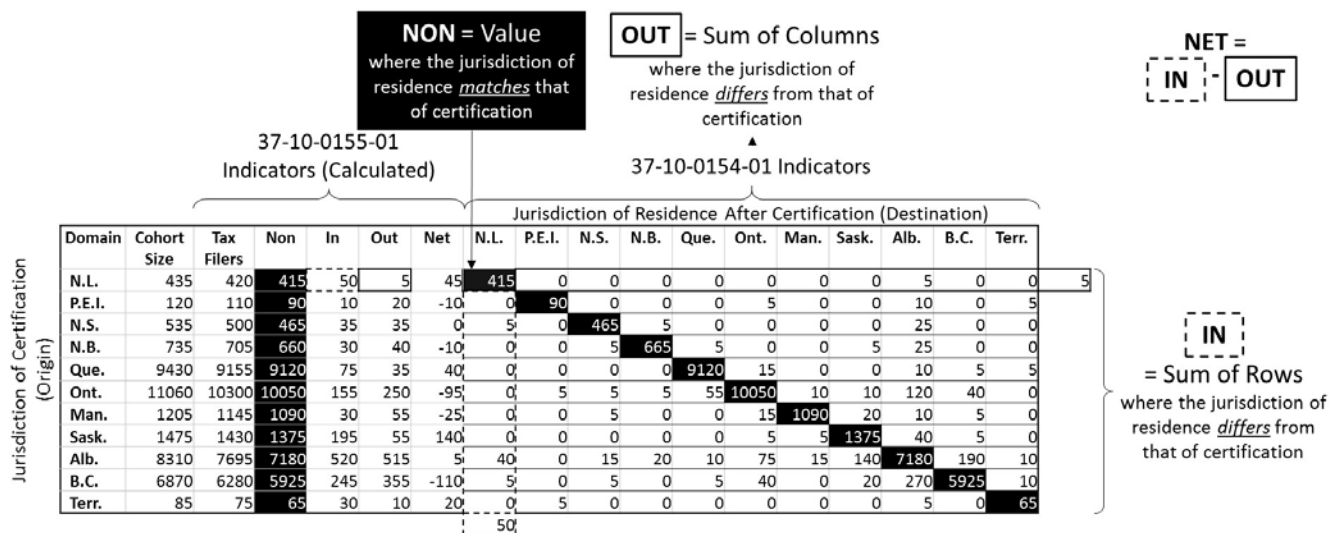 NON = Value
where the jurisdiction of
residence matches that
of certification
OUT = Sum of Columns
where the jurisdiction of
residence differs from that of
certification
NET =
IN - OUT
37-10-0155-01
Indicators (Calculated)
37-10-0154-01 Indicators
Jurisdiction of Residence After Certification (Destination)
Domain Cohort Size Tax Filers Non In Out Net N.L. P.E.I. N.S. N.B. Que. Ont. Man. Sask. Alb. B.C. Terr.
N.L. 435 420 415 50 5 45 415 0 0 0 0 0 0 0 5 0 0 5
P.E.I. 120 110 90 10 20 -10 0 90 0 0 0 5 0 0 10 0 5
N.S. 535 500 465 35 35 0 5 0 465 5 0 0 0 0 25 0 0
N.B. 735 705 660 30 40 -10 0 0 5 665 5 0 0 5 25 0 0
Que. 9430 9155 9120 75 35 40 0 0 0 0 9120 15 0 0 10 5 5
Ont. 11060 10300 10050 155 250 -95 0 5 5 5 55 10050 10 10 120 40 0
Man. 1205 1145 1090 30 55 -25 0 0 5 0 0 15 1090 20 10 5 0
Sask. 1475 1430 1375 195 55 140 0 0 0 0 0 5 5 1375 40 5 0
Alb. 8310 7695 7180 520 515 5 40 0 15 20 10 75 15 140 7180 190 10
B.C. 6870 6280 5925 245 355 -110 5 0 5 0 5 40 0 20 270 5925 10
Terr. 85 75 65 30 10 20 0 5 0 0 0 0 0 0 5 0 65
50
Jurisdiction of Certification
(Origin)
IN
= Sum of Rows
where the jurisdiction of
residence differs from
that of certification